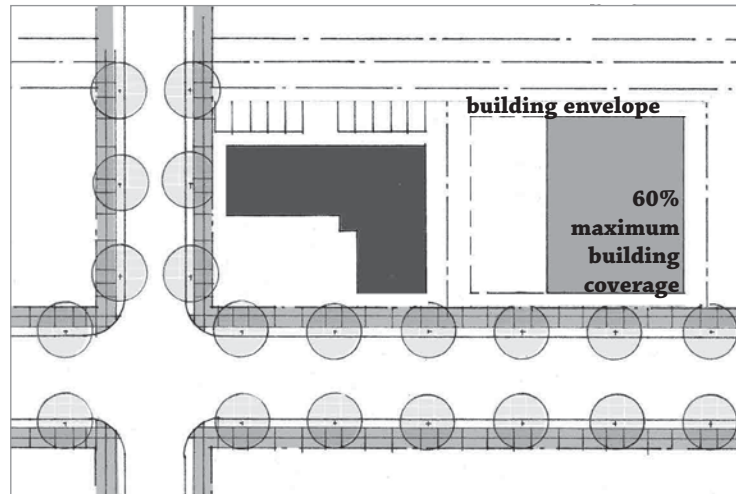 building envelope
60%
maximum
building
coverage